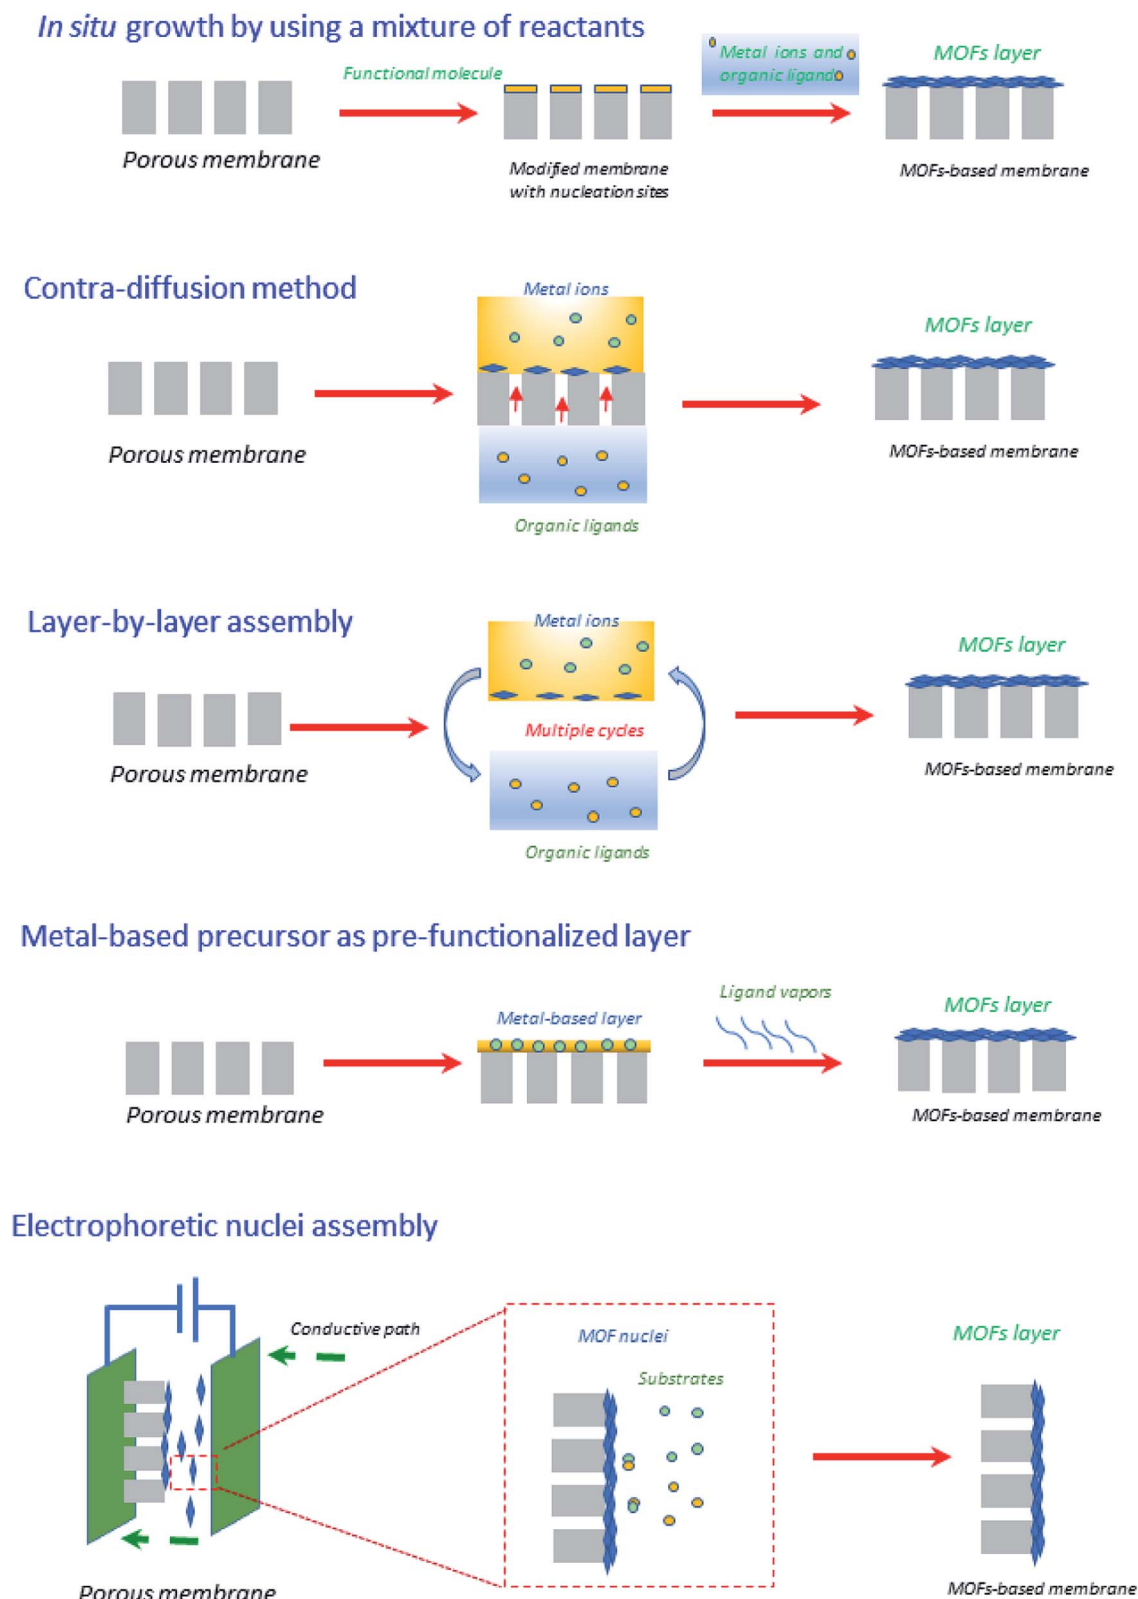 In situ growth by using a mixture of reactants
Functional molecule
Metal ions and
organic ligand
MOFs layer
Porous membrane
Modified membrane
with nucleation sites
MOFs-based membrane
Contra-diffusion method
Metal ions
MOFs layer
Porous membrane
MOFs-based membrane
Organic ligands
Layer-by-layer assembly
Metal ions
MOFs layer
Multiple cycles
Porous membrane
MOFs-based membrane
Organic ligands
Metal-based precursor as pre-functionalized layer
Ligand vapors
Metal-based layer
MOFs layer
Porous membrane
MOFs-based membrane
Electrophoretic nuclei assembly
Conductive path
MOF nuclei
MOFs layer
Substrates
Porous membrane
MOFs-based membrane